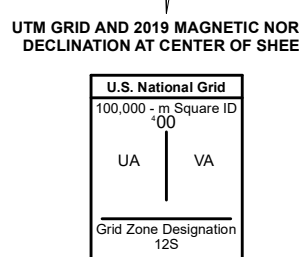 UTM GRID AND 2019 MAGNETIC NOR
DECLINATION AT CENTER OF SHEE
U.S. National Grid
100,000 - m Square ID
⁴00
UA VA
Grid Zone Designation
12S